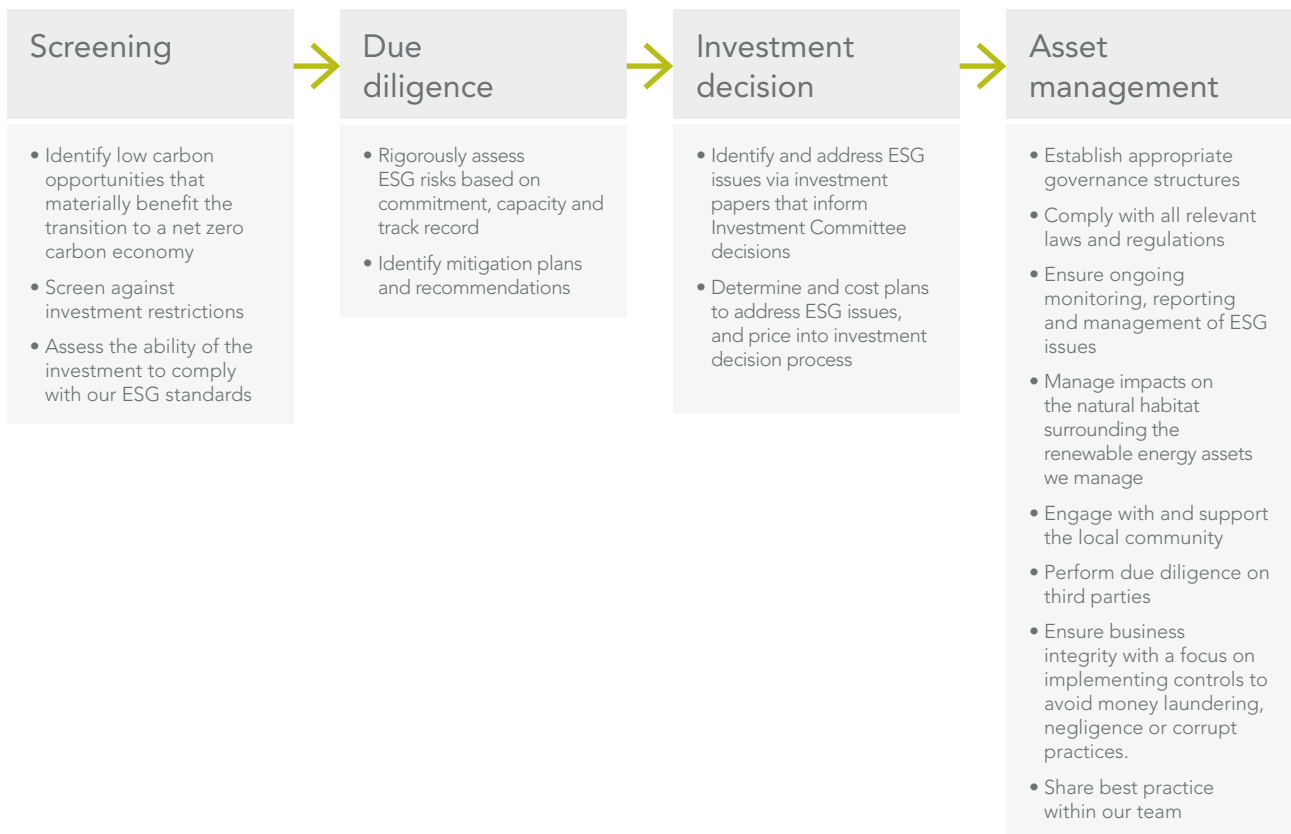 Screening
• Identify low carbon
opportunities that
materially benefit the
transition to a net zero
carbon economy
• Screen against
investment restrictions
• Assess the ability of the
investment to comply
with our ESG standards
Due
diligence
• Rigorously assess
ESG risks based on
commitment, capacity and
track record
• Identify mitigation plans
and recommendations
Investment
decision
• Identify and address ESG
issues via investment
papers that inform
Investment Committee
decisions
• Determine and cost plans
to address ESG issues,
and price into investment
decision process
Asset
management
• Establish appropriate
governance structures
• Comply with all relevant
laws and regulations
• Ensure ongoing
monitoring, reporting
and management of ESG
issues
• Manage impacts on
the natural habitat
surrounding the
renewable energy assets
we manage
• Engage with and support
the local community
• Perform due diligence on
third parties
• Ensure business
integrity with a focus on
implementing controls to
avoid money laundering,
negligence or corrupt
practices.
• Share best practice
within our team